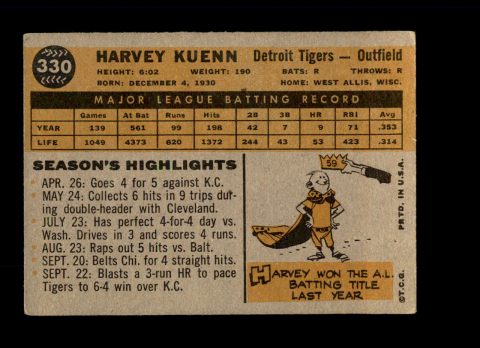 330
HARVEY KUENN Detroit Tigers — Outfield
HEIGHT: 6:02 WEIGHT: 190 BATS: R THROWS: R
BORN: DECEMBER 4, 1930 HOME: WEST ALLIS, WISC.
MAJOR LEAGUE BATTING RECORD
Games At Bat Runs Hits 2B 3B HR RBI Avg.
YEAR 139 561 99 198 42 7 9 71 .353
LIFE 1049 4373 620 1372 244 43 53 423 .314
SEASON'S HIGHLIGHTS
APR. 26: Goes 4 for 5 against K.C.
MAY 24: Collects 6 hits in 9 trips dur-
ing double-header with Cleveland.
JULY 23: Has perfect 4-for-4 day vs.
Wash. Drives in 3 and scores 4 runs.
AUG. 23: Raps out 5 hits vs. Balt.
SEPT. 20: Belts Chi. for 4 straight hits.
SEPT. 22: Blasts a 3-run HR to pace
Tigers to 6-4 win over K.C.
59
HARVEY WON THE A.L.
BATTING TITLE
LAST YEAR
©T.C.G. PRTD. IN U.S.A.